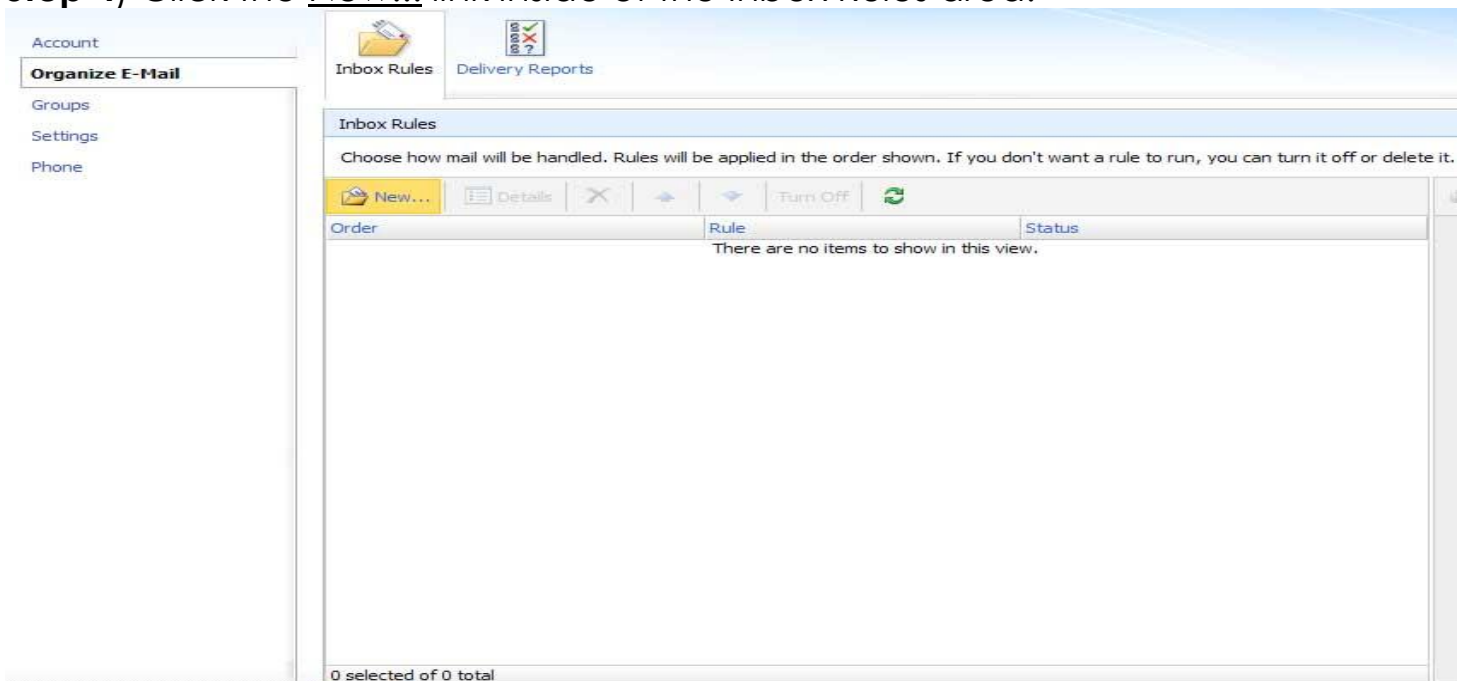 Step 4) Click the New... link inside of the Inbox Rules area.
Account
Organize E-Mail
Groups
Settings
Phone
Inbox Rules
Delivery Reports
Inbox Rules
Choose how mail will be handled. Rules will be applied in the order shown. If you don't want a rule to run, you can turn it off or delete it.
New... Details Turn Off
Order Rule Status
There are no items to show in this view.
0 selected of 0 total